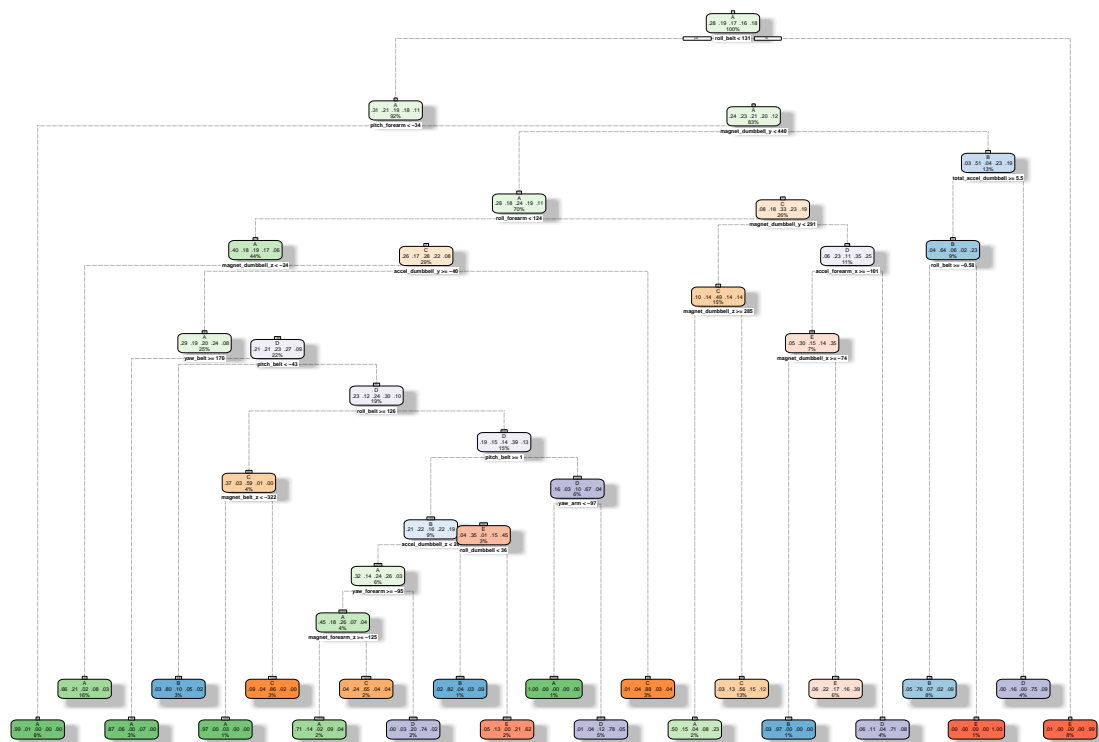 A
.28 .19 .17 .16 .18
100%
roll_belt < 131
A
.31 .21 .19 .18 .11
92%
pitch_forearm < −34
A
.24 .23 .21 .20 .12
83%
magnet_dumbbell_y < 440
B
.03 .51 .04 .23 .19
13%
total_accel_dumbbell >= 5.5
A
.28 .18 .24 .19 .11
70%
roll_forearm < 124
C
.08 .18 .33 .23 .19
26%
magnet_dumbbell_y < 291
A
.40 .18 .19 .17 .06
44%
magnet_dumbbell_z < −24
C
.26 .17 .28 .22 .08
29%
accel_dumbbell_y >= −40
D
.06 .23 .11 .35 .25
11%
accel_forearm_x >= −101
B
.04 .64 .06 .02 .23
9%
roll_belt >= −0.58
C
.10 .14 .49 .14 .14
15%
magnet_dumbbell_z >= 285
A
.29 .19 .20 .24 .08
25%
yaw_belt >= 170
D
.21 .21 .23 .27 .09
22%
pitch_belt < −43
E
.05 .30 .15 .14 .35
7%
magnet_dumbbell_x >= −74
D
.23 .12 .24 .30 .10
19%
roll_belt >= 126
D
.19 .15 .14 .39 .13
15%
pitch_belt >= 1
C
.37 .03 .59 .01 .00
4%
magnet_belt_z < −322
D
.16 .03 .10 .67 .04
6%
yaw_arm < −97
B
.21 .22 .16 .22 .19
9%
accel_dumbbell_z <
E
.04 .35 .01 .15 .45
3%
roll_dumbbell < 36
A
.32 .14 .24 .26 .03
6%
yaw_forearm >= −95
A
.45 .18 .26 .07 .04
4%
magnet_forearm_z >= −125
A
.66 .21 .02 .08 .03
16%
B
.03 .80 .10 .05 .02
3%
C
.09 .04 .86 .02 .00
3%
C
.04 .24 .65 .04 .04
2%
B
.02 .82 .04 .03 .09
1%
A
1.00 .00 .00 .00 .00
1%
C
.01 .04 .88 .03 .04
3%
C
.03 .13 .56 .15 .12
13%
E
.06 .22 .17 .16 .39
6%
B
.05 .76 .07 .02 .09
8%
D
.00 .16 .00 .75 .09
4%
A
.99 .01 .00 .00 .00
8%
A
.87 .06 .00 .07 .00
3%
A
.97 .00 .03 .00 .00
1%
A
.71 .14 .02 .09 .04
2%
D
.00 .03 .20 .74 .02
2%
E
.05 .13 .00 .21 .62
2%
D
.01 .04 .12 .78 .05
5%
A
.50 .15 .04 .08 .23
2%
B
.03 .97 .00 .00 .00
1%
D
.06 .11 .04 .71 .08
4%
E
.00 .00 .00 .00 1.00
1%
E
.01 .00 .00 .00 .99
8%